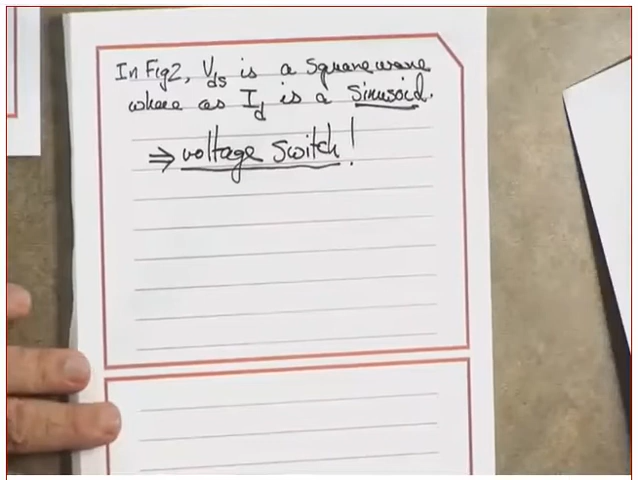 In Fig2, Vds is a squarewave
where as Id is a sinusoid.
⇒ voltage switch!